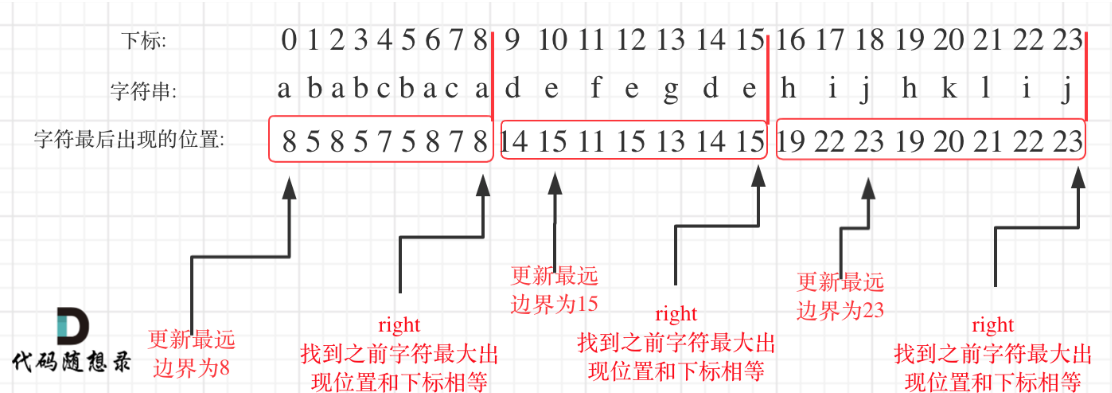 下标: 0 1 2 3 4 5 6 7 8 9 10 11 12 13 14 15 16 17 18 19 20 21 22 23
字符串: a b a b c b a c a d e f e g d e h i j h k l i j
字符最后出现的位置: 8 5 8 5 7 5 8 7 8 14 15 11 15 13 14 15 19 22 23 19 20 21 22 23
更新最远
边界为8
right
找到之前字符最大出
现位置和下标相等
更新最远
边界为15
right
找到之前字符最大出
现位置和下标相等
更新最远
边界为23
right
找到之前字符最大出
现位置和下标相等
代码随想录